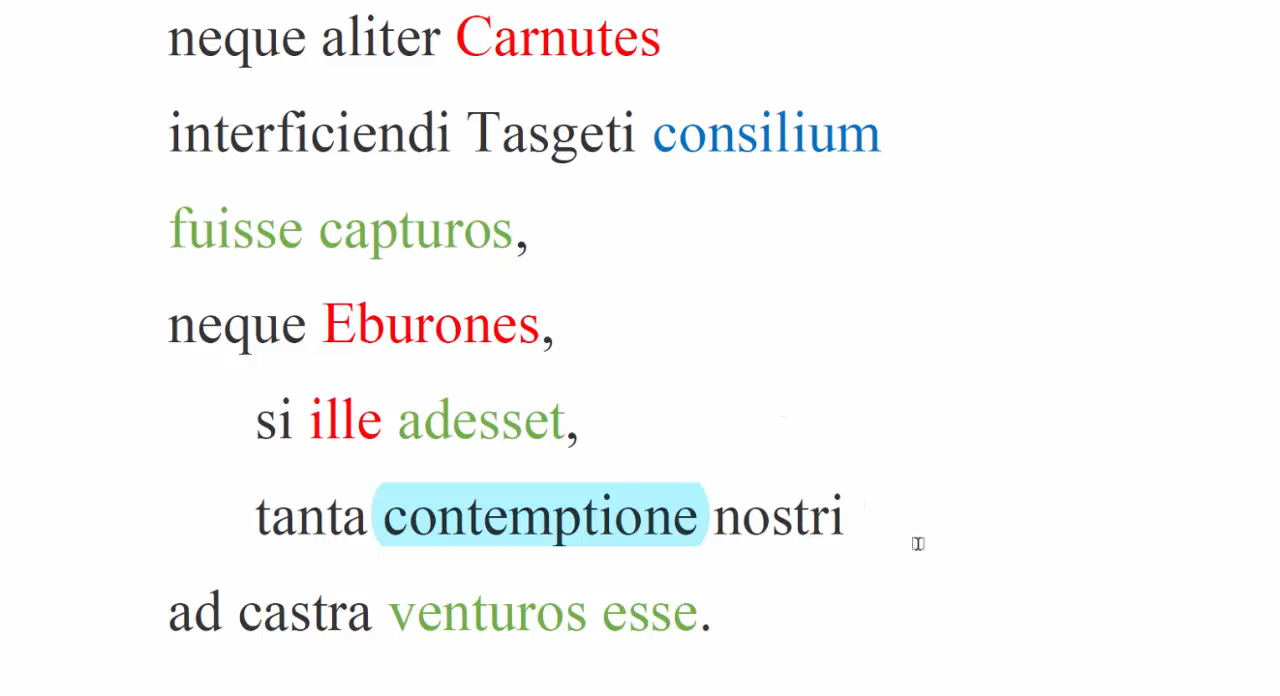 neque aliter Carnutes
interficiendi Tasgeti consilium
fuisse capturos,
neque Eburones,
si ille adesset,
tanta contemptione nostri
ad castra venturos esse.